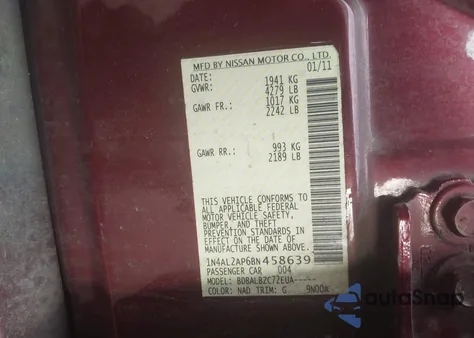 MFD BY NISSAN MOTOR CO., LTD.
DATE: 01/11
GVWR: 1941 KG
4279 LB
GAWR FR.: 1017 KG
2242 LB
GAWR RR.: 993 KG
2189 LB
THIS VEHICLE CONFORMS TO
ALL APPLICABLE FEDERAL
MOTOR VEHICLE SAFETY,
BUMPER, AND THEFT
PREVENTION STANDARDS IN
EFFECT ON THE DATE OF
MANUFACTURE SHOWN ABOVE.
1N4AL2AP6BN458639
PASSENGER CAR 004
MODEL: BDBALBZC72EUA-----
COLOR: NAD TRIM: G 9N00A
autoSnap